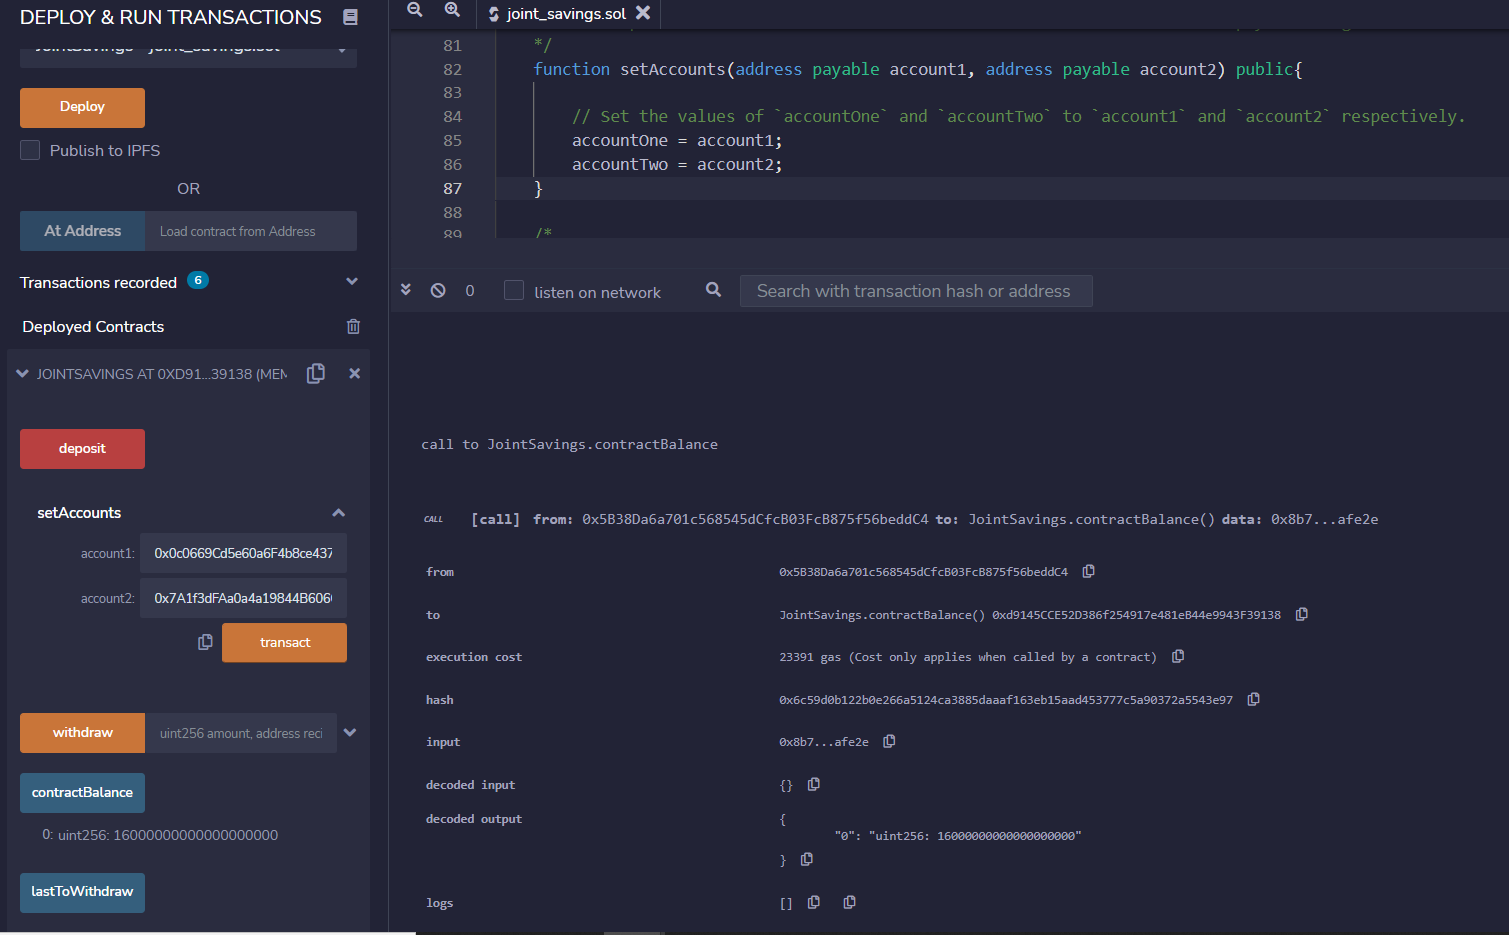 DEPLOY & RUN TRANSACTIONS
Deploy
Publish to IPFS
OR
At Address Load contract from Address
Transactions recorded 6
Deployed Contracts
JOINTSAVINGS AT 0XD91...39138 (MEM
deposit
setAccounts
account1: 0x0c0669Cd5e60a6F4b8ce437
account2: 0x7A1f3dFAa0a4a19844B606
transact
withdraw uint256 amount, address reci
contractBalance
0: uint256: 16000000000000000000
lastToWithdraw
joint_savings.sol
81 */
82 function setAccounts(address payable account1, address payable account2) public{
83
84 // Set the values of `accountOne` and `accountTwo` to `account1` and `account2` respectively.
85 accountOne = account1;
86 accountTwo = account2;
87 }
88
89 /*
0 listen on network Search with transaction hash or address
call to JointSavings.contractBalance
CALL [call] from: 0x5B38Da6a701c568545dCfcB03FcB875f56beddC4 to: JointSavings.contractBalance() data: 0x8b7...afe2e
from 0x5B38Da6a701c568545dCfcB03FcB875f56beddC4
to JointSavings.contractBalance() 0xd9145CCE52D386f254917e481eB44e9943F39138
execution cost 23391 gas (Cost only applies when called by a contract)
hash 0x6c59d0b122b0e266a5124ca3885daaaf163eb15aad453777c5a90372a5543e97
input 0x8b7...afe2e
decoded input {}
decoded output {
"0": "uint256: 16000000000000000000"
}
logs []